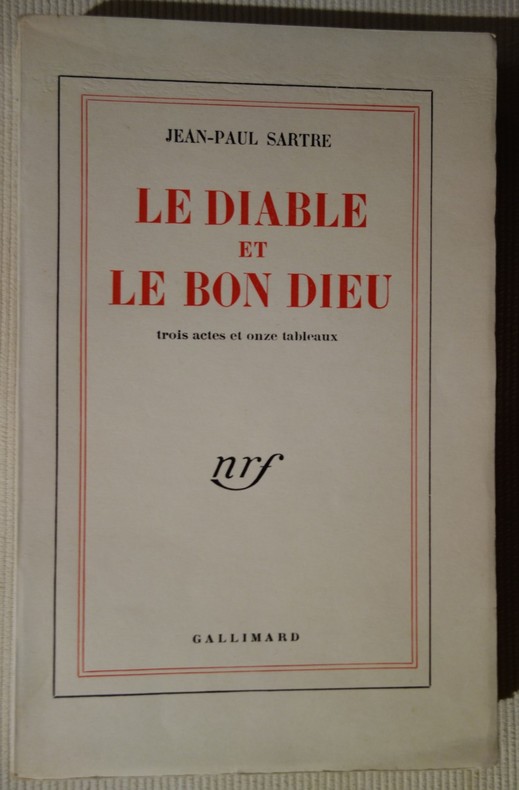 JEAN-PAUL SARTRE
LE DIABLE
ET
LE BON DIEU
trois actes et onze tableaux
nrf
GALLIMARD